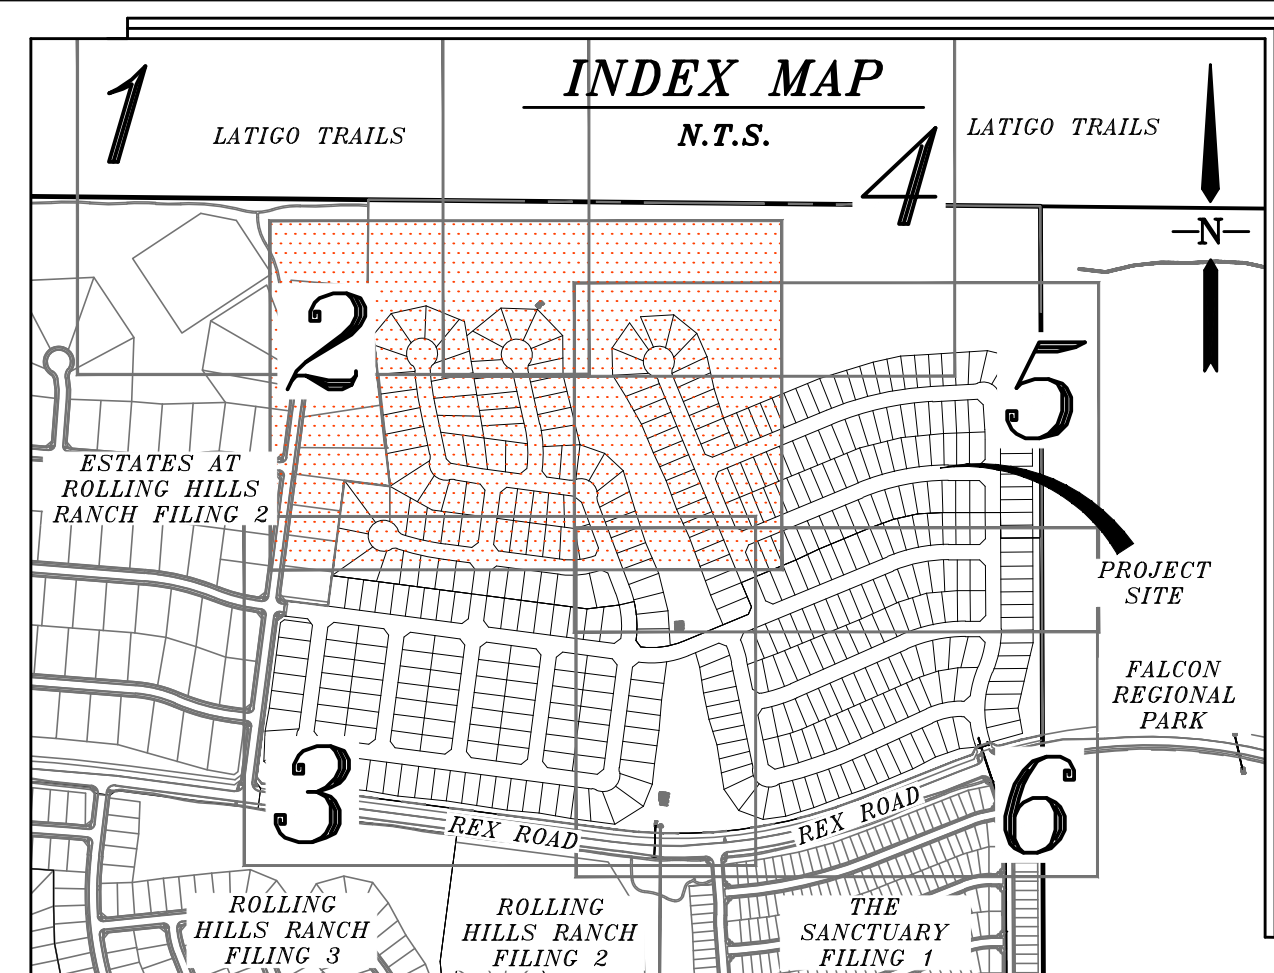 INDEX MAP
N.T.S.
1
LATIGO TRAILS
4
LATIGO TRAILS
N
2
5
ESTATES AT
ROLLING HILLS
RANCH FILING 2
PROJECT
SITE
FALCON
REGIONAL
PARK
3
6
REX ROAD
REX ROAD
ROLLING
HILLS RANCH
FILING 3
ROLLING
HILLS RANCH
FILING 2
THE
SANCTUARY
FILING 1